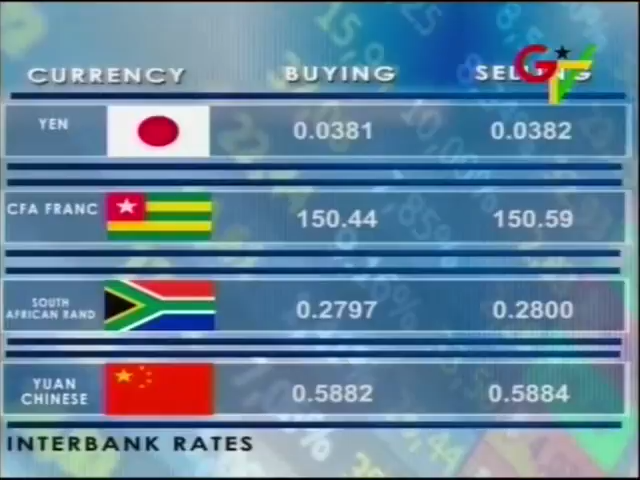 CURRENCY BUYING SELLING
GTV
YEN 0.0381 0.0382
CFA FRANC 150.44 150.59
SOUTH AFRICAN RAND 0.2797 0.2800
YUAN CHINESE 0.5882 0.5884
INTERBANK RATES